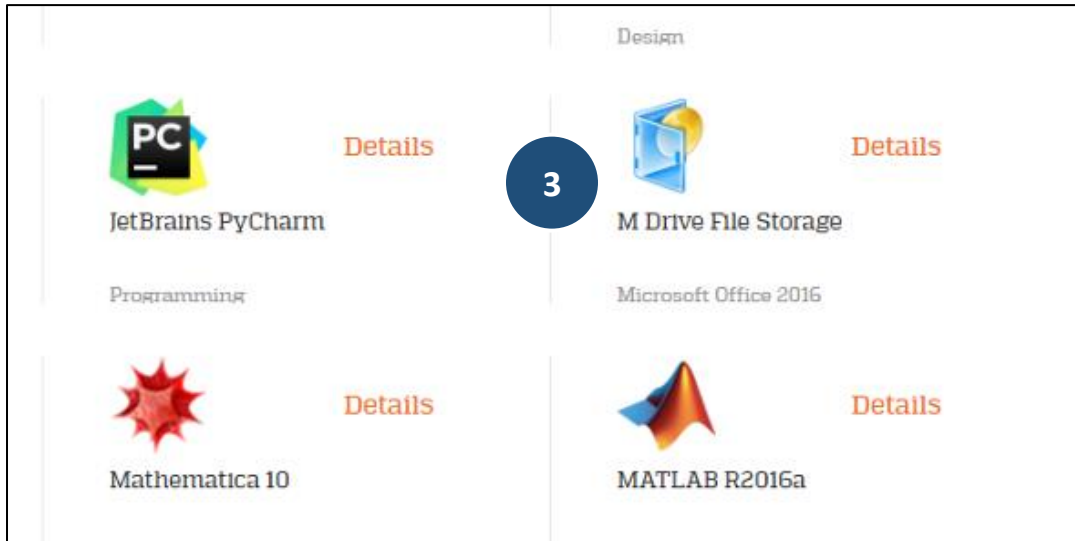 Design
PC
Details
3
Details
JetBrains PyCharm
M Drive File Storage
Programming
Microsoft Office 2016
Details
Details
Mathematica 10
MATLAB R2016a